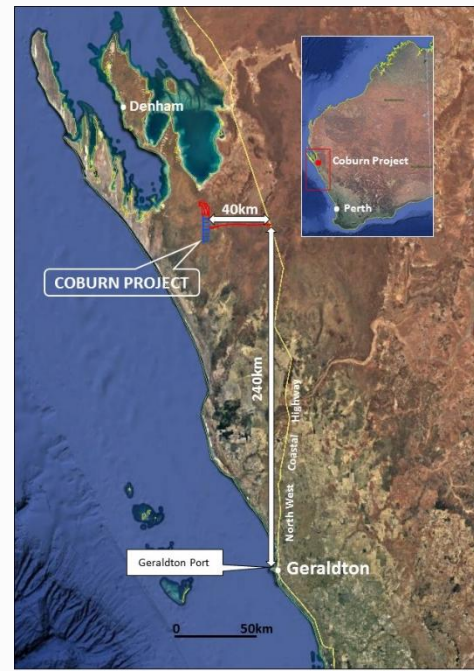 Denham
Coburn Project
Perth
40km
COBURN PROJECT
240km
North West Coastal Highway
Geraldton Port
Geraldton
0 50km